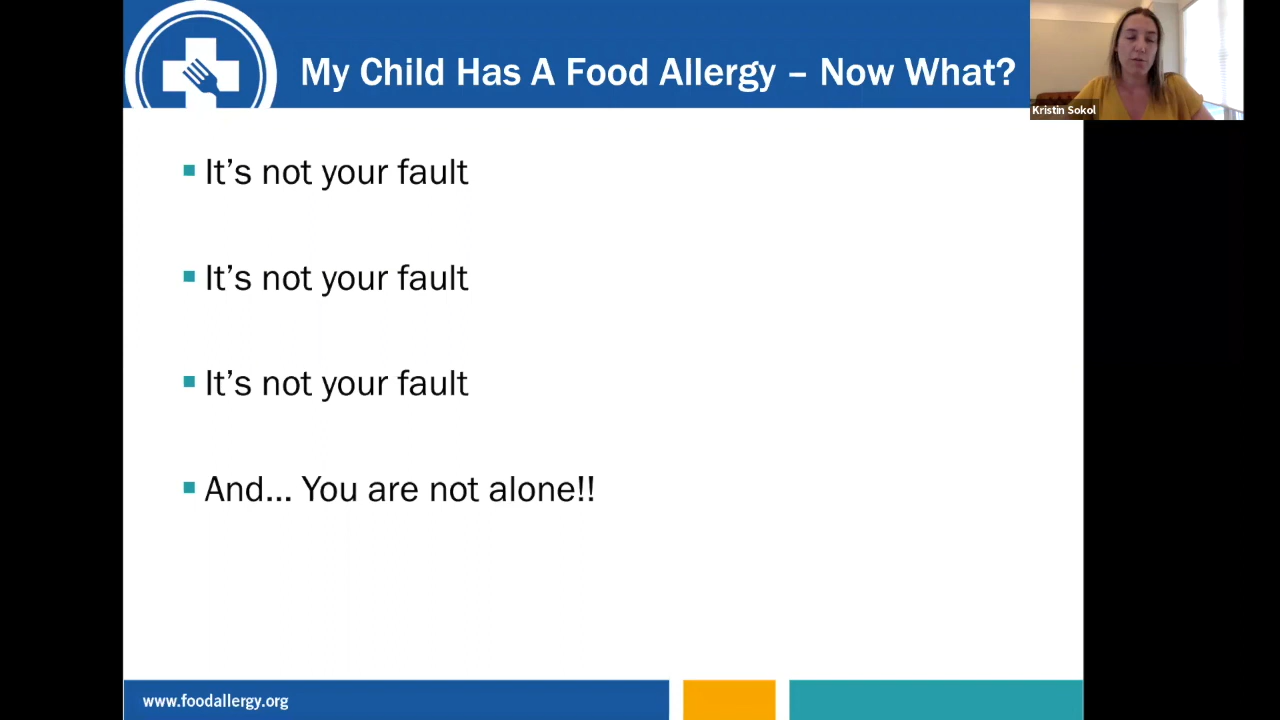 My Child Has A Food Allergy – Now What?
Kristin Sokol
It’s not your fault
It’s not your fault
It’s not your fault
And... You are not alone!!
www.foodallergy.org